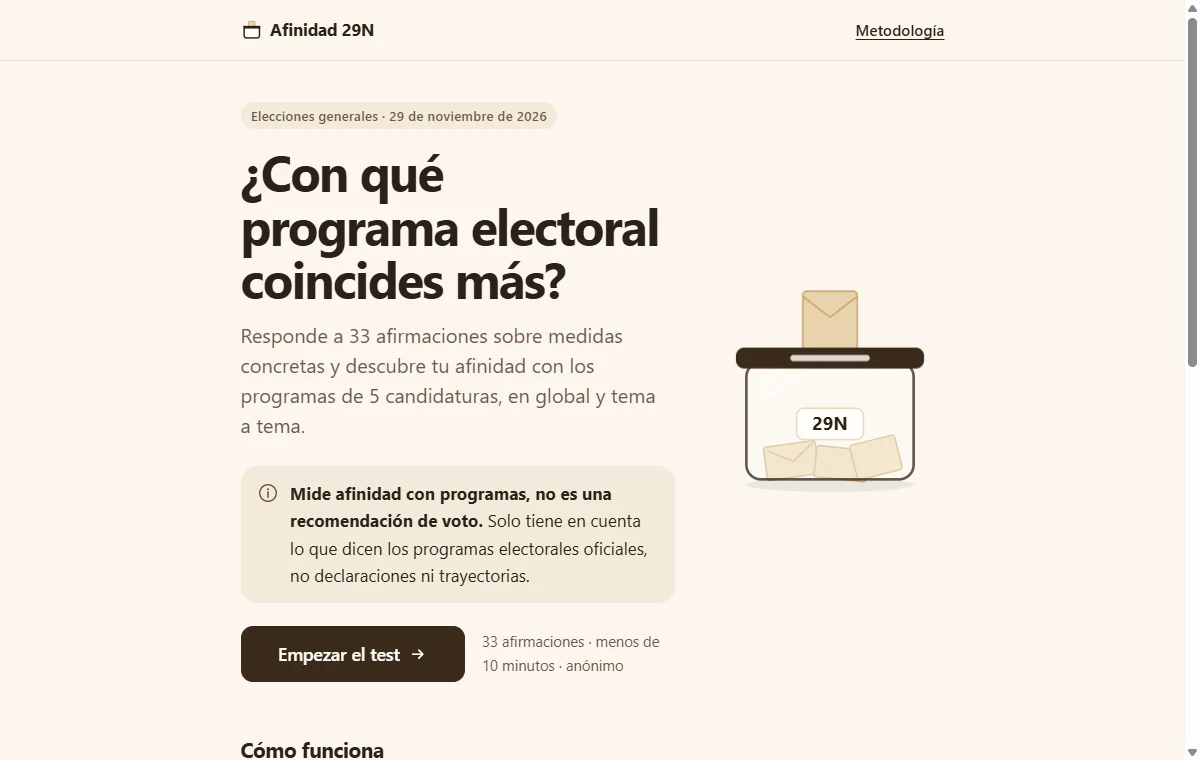 Afinidad 29N
Metodología
Elecciones generales · 29 de noviembre de 2026
¿Con qué
programa electoral
coincides más?
Responde a 33 afirmaciones sobre medidas
concretas y descubre tu afinidad con los
programas de 5 candidaturas, en global y tema
a tema.
29N
Mide afinidad con programas, no es una
recomendación de voto. Solo tiene en cuenta
lo que dicen los programas electorales oficiales,
no declaraciones ni trayectorias.
Empezar el test →
33 afirmaciones · menos de
10 minutos · anónimo
Cómo funciona